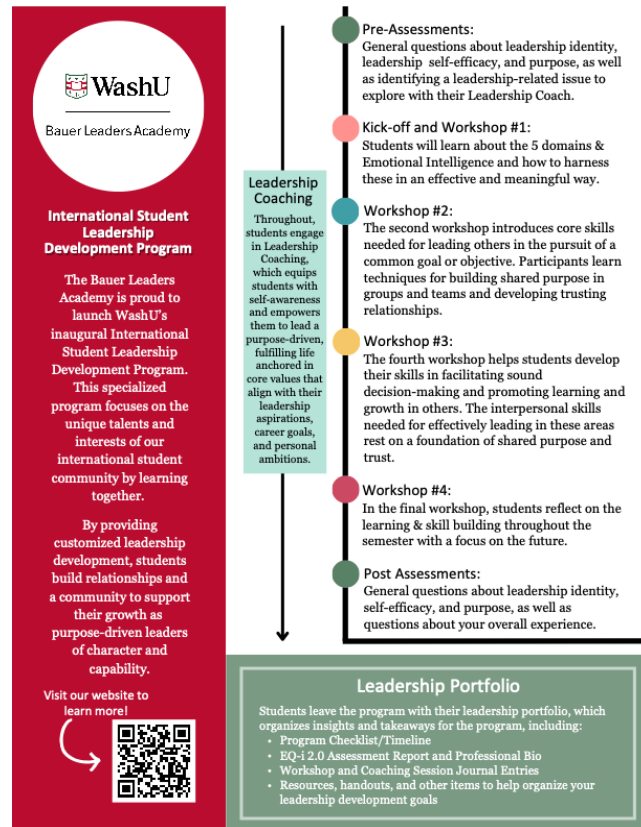 WashU
Bauer Leaders Academy
International Student
Leadership
Development Program
The Bauer Leaders
Academy is proud to
launch WashU's
inaugural International
Student Leadership
Development Program.
This specialized
program focuses on the
unique talents and
interests of our
international student
community by learning
together.
By providing
customized leadership
development, students
build relationships and
a community to support
their growth as
purpose-driven leaders
of character and
capability.
Visit our website to
learn more!
Leadership
Coaching
Throughout,
students engage
in Leadership
Coaching,
which equips
students with
self-awareness
and empowers
them to lead a
purpose-driven,
fulfilling life
anchored in
core values that
align with their
leadership
aspirations,
career goals,
and personal
ambitions.
Pre-Assessments:
General questions about leadership identity,
leadership self-efficacy, and purpose, as well
as identifying a leadership-related issue to
explore with their Leadership Coach.
Kick-off and Workshop #1:
Students will learn about the 5 domains &
Emotional Intelligence and how to harness
these in an effective and meaningful way.
Workshop #2:
The second workshop introduces core skills
needed for leading others in the pursuit of a
common goal or objective. Participants learn
techniques for building shared purpose in
groups and teams and developing trusting
relationships.
Workshop #3:
The fourth workshop helps students develop
their skills in facilitating sound
decision-making and promoting learning and
growth in others. The interpersonal skills
needed for effectively leading in these areas
rest on a foundation of shared purpose and
trust.
Workshop #4:
In the final workshop, students reflect on the
learning & skill building throughout the
semester with a focus on the future.
Post Assessments:
General questions about leadership identity,
self-efficacy, and purpose, as well as
questions about your overall experience.
Leadership Portfolio
Students leave the program with their leadership portfolio, which
organizes insights and takeaways for the program, including:
• Program Checklist/Timeline
• EQ-i 2.0 Assessment Report and Professional Bio
• Workshop and Coaching Session Journal Entries
• Resources, handouts, and other items to help organize your
leadership development goals